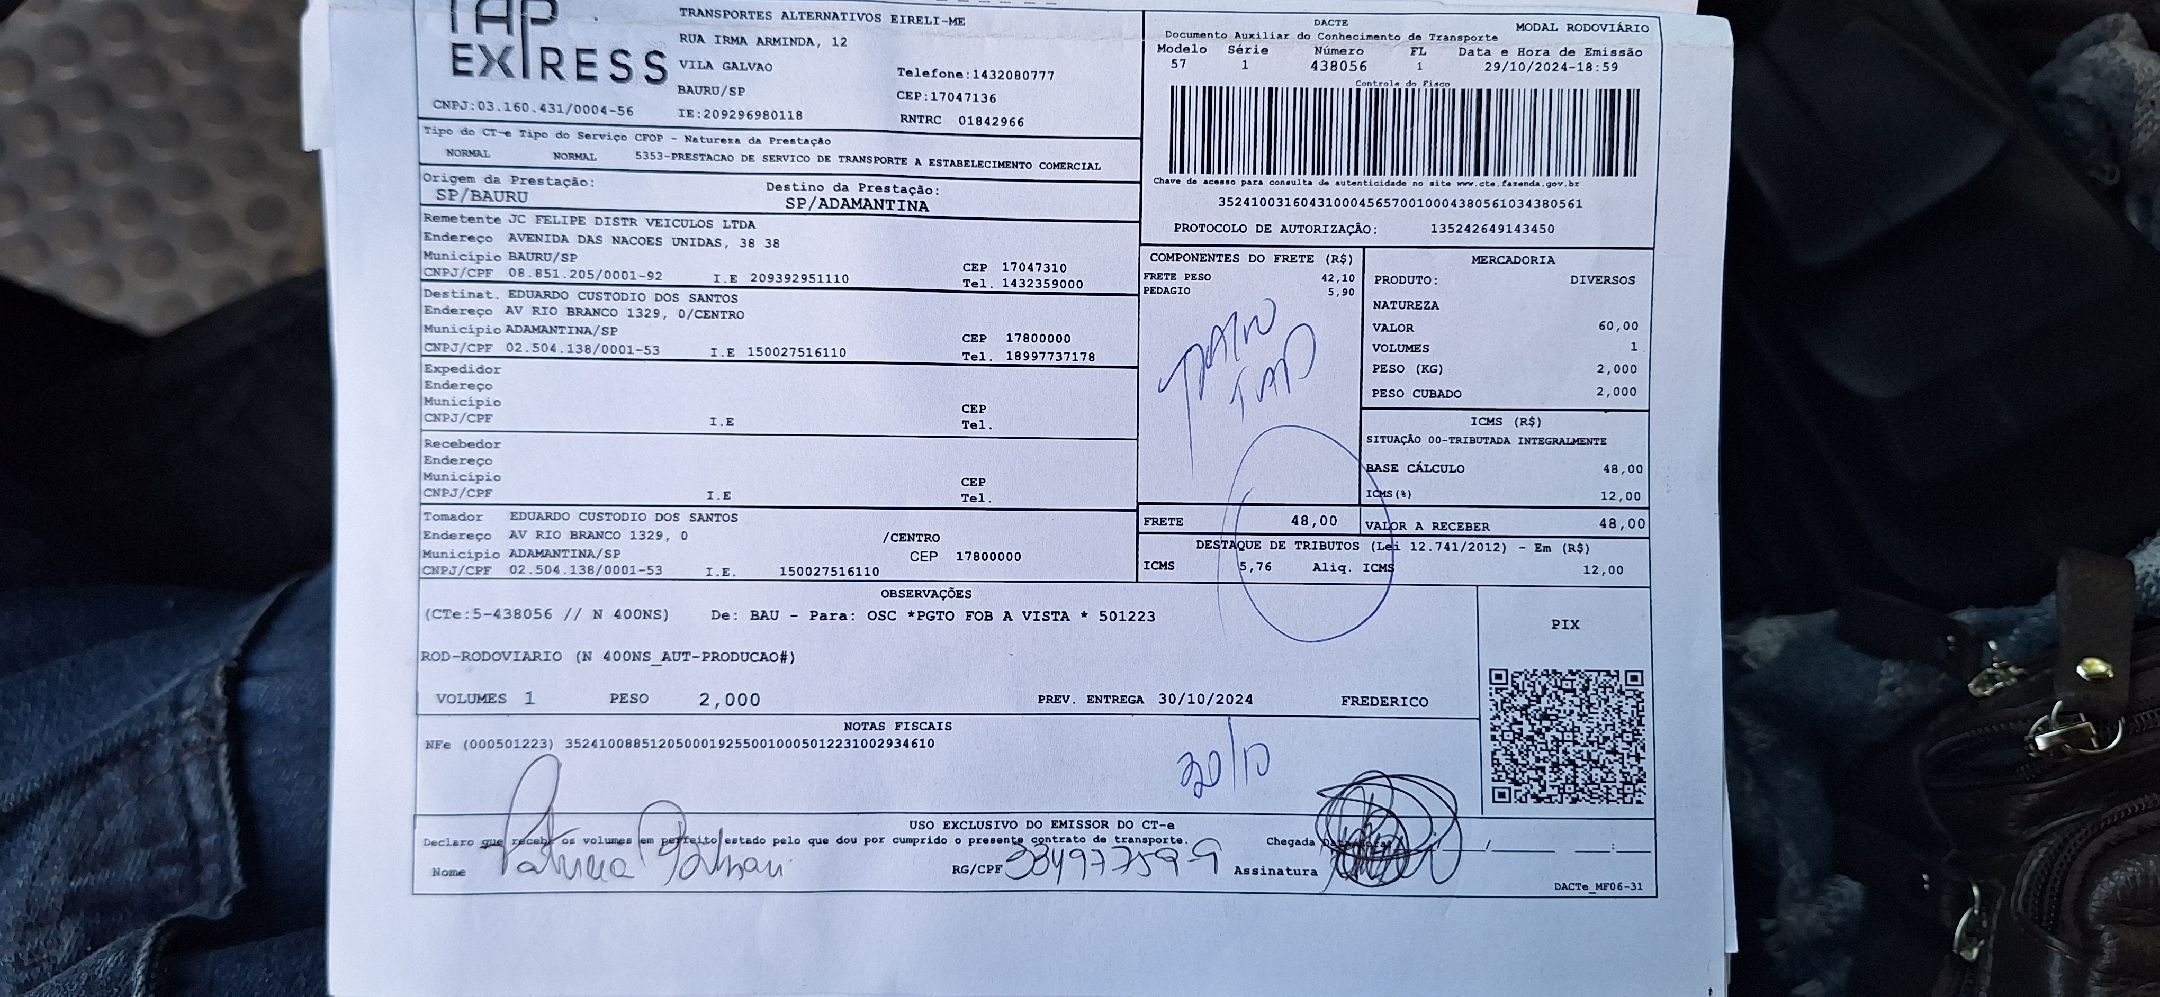 TAP
EXPRESS
TRANSPORTES ALTERNATIVOS EIRELI-ME
RUA IRMA ARMINDA, 12
VILA GALVAO
BAURU/SP
IE:209296980118
Telefone:1432080777
CEP:17047136
RNTRC 01842966
CNPJ:03.160.431/0004-56
DACTE
Documento Auxiliar do Conhecimento de Transporte
MODAL RODOVIÁRIO
Modelo Série Número FL Data e Hora de Emissão
57 1 438056 1 29/10/2024-18:59
Controle do Fisco
Chave de acesso para consulta de autenticidade no site www.cte.fazenda.gov.br
35241003160431000456570010004380561034380561
PROTOCOLO DE AUTORIZAÇÃO: 135242649143450
Tipo do CT-e Tipo do Serviço CFOP - Natureza da Prestação
NORMAL NORMAL 5353-PRESTACAO DE SERVICO DE TRANSPORTE A ESTABELECIMENTO COMERCIAL
Origem da Prestação: Destino da Prestação:
SP/BAURU SP/ADAMANTINA
Remetente JC FELIPE DISTR VEICULOS LTDA
Endereco AVENIDA DAS NACOES UNIDAS, 38 38
Município BAURU/SP CEP 17047310
CNPJ/CPF 08.851.205/0001-92 I.E 209392951110 Tel. 1432359000
Destinat. EDUARDO CUSTODIO DOS SANTOS
Endereco AV RIO BRANCO 1329, 0/CENTRO
Município ADAMANTINA/SP CEP 17800000
CNPJ/CPF 02.504.138/0001-53 I.E 150027516110 Tel. 18997737178
Expedidor
Endereco
Município CEP
CNPJ/CPF I.E Tel.
Recebedor
Endereco
Município CEP
CNPJ/CPF I.E Tel.
Tomador EDUARDO CUSTODIO DOS SANTOS
Endereco AV RIO BRANCO 1329, 0 /CENTRO
Município ADAMANTINA/SP CEP 17800000
CNPJ/CPF 02.504.138/0001-53 I.E. 150027516110
COMPONENTES DO FRETE (R$)
FRETE PESO 42,10
PEDAGIO 5,90
TAP
MERCADORIA
PRODUTO: DIVERSOS
NATUREZA
VALOR 60,00
VOLUMES 1
PESO (KG) 2,000
PESO CUBADO 2,000
ICMS (R$)
SITUAÇÃO 00-TRIBUTADA INTEGRALMENTE
BASE CÁLCULO 48,00
ICMS(%) 12,00
FRETE 48,00 VALOR A RECEBER 48,00
DESTAQUE DE TRIBUTOS (Lei 12.741/2012) - Em (R$)
ICMS 5,76 Aliq. ICMS 12,00
OBSERVAÇÕES
(CTe:5-438056 // N 400NS) De: BAU - Para: OSC *PGTO FOB A VISTA * 501223
ROD-RODOVIARIO (N 400NS_AUT-PRODUCAO#)
VOLUMES 1 PESO 2,000 PREV. ENTREGA 30/10/2024 FREDERICO
PIX
NOTAS FISCAIS
NFe (000501223) 35241008851205000192550010005012231002934610
30/10
USO EXCLUSIVO DO EMISSOR DO CT-e
Declaro que recebi os volumes em perfeito estado pelo que dou por cumprido o presente contrato de transporte. Chegada
Nome Patricia RG/CPF Assinatura
DACTe_MF06-31